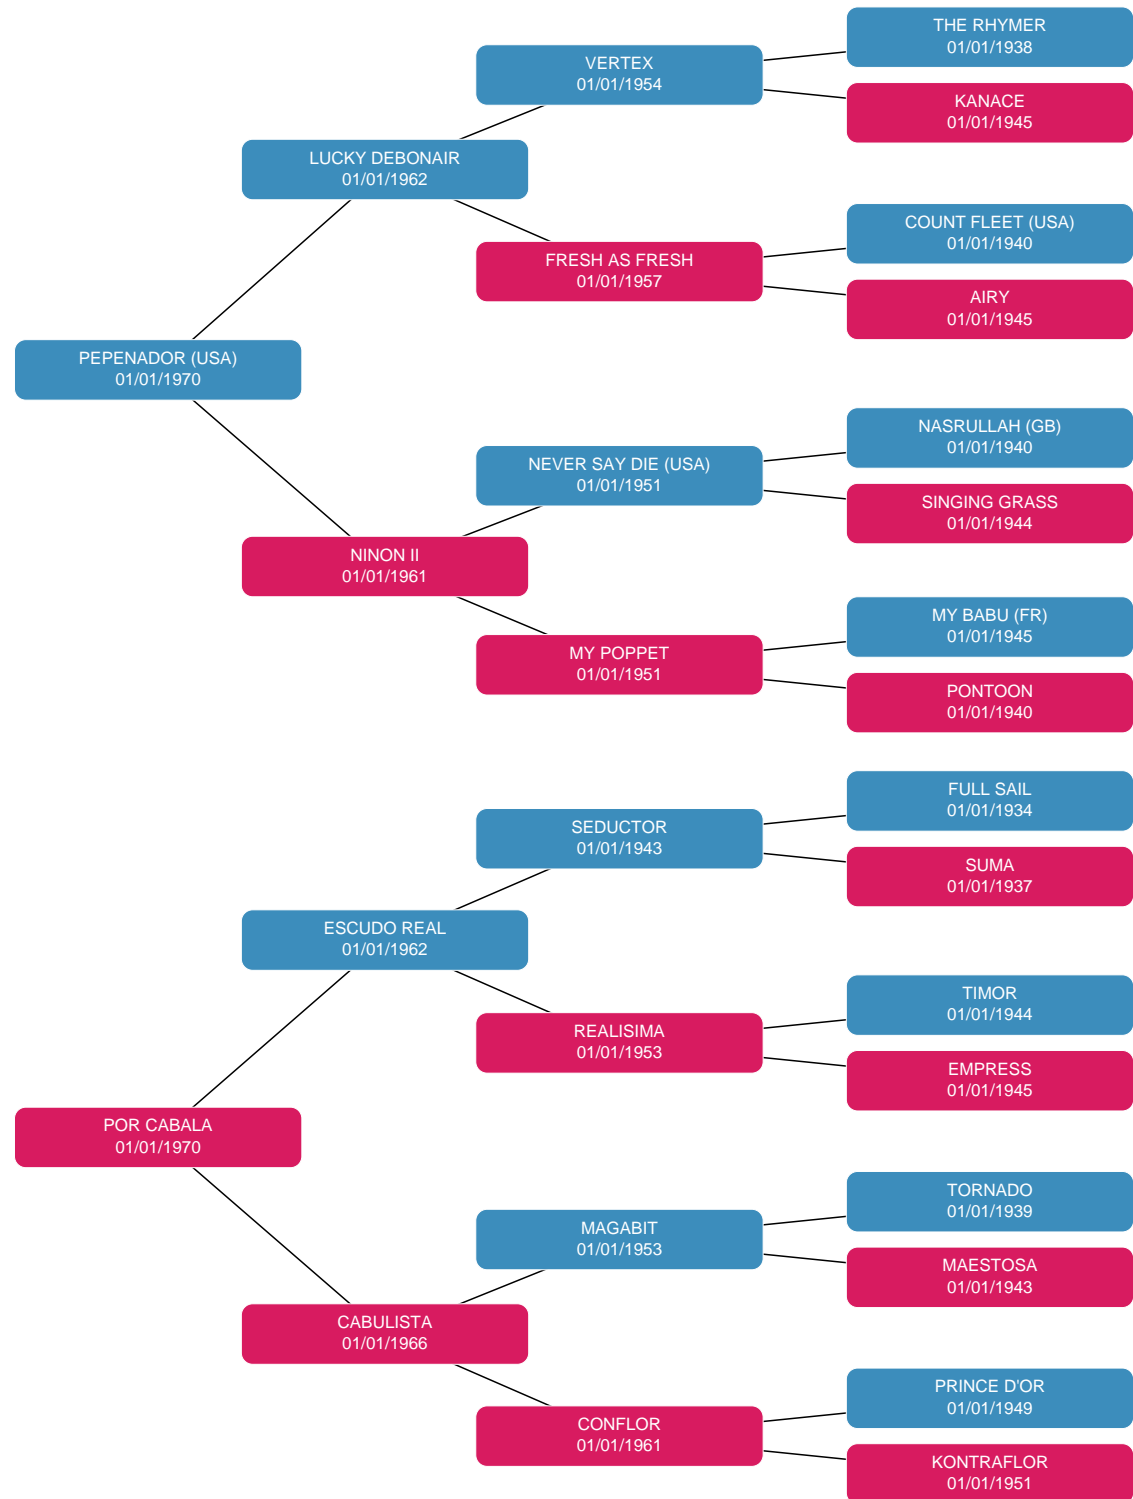 THE RHYMER
01/01/1938
VERTEX
01/01/1954
KANACE
01/01/1945
LUCKY DEBONAIR
01/01/1962
COUNT FLEET (USA)
01/01/1940
FRESH AS FRESH
01/01/1957
AIRY
01/01/1945
PEPENADOR (USA)
01/01/1970
NASRULLAH (GB)
01/01/1940
NEVER SAY DIE (USA)
01/01/1951
SINGING GRASS
01/01/1944
NINON II
01/01/1961
MY BABU (FR)
01/01/1945
MY POPPET
01/01/1951
PONTOON
01/01/1940
FULL SAIL
01/01/1934
SEDUCTOR
01/01/1943
SUMA
01/01/1937
ESCUDO REAL
01/01/1962
TIMOR
01/01/1944
REALISIMA
01/01/1953
EMPRESS
01/01/1945
POR CABALA
01/01/1970
TORNADO
01/01/1939
MAGABIT
01/01/1953
MAESTOSA
01/01/1943
CABULISTA
01/01/1966
PRINCE D'OR
01/01/1949
CONFLOR
01/01/1961
KONTRAFLOR
01/01/1951